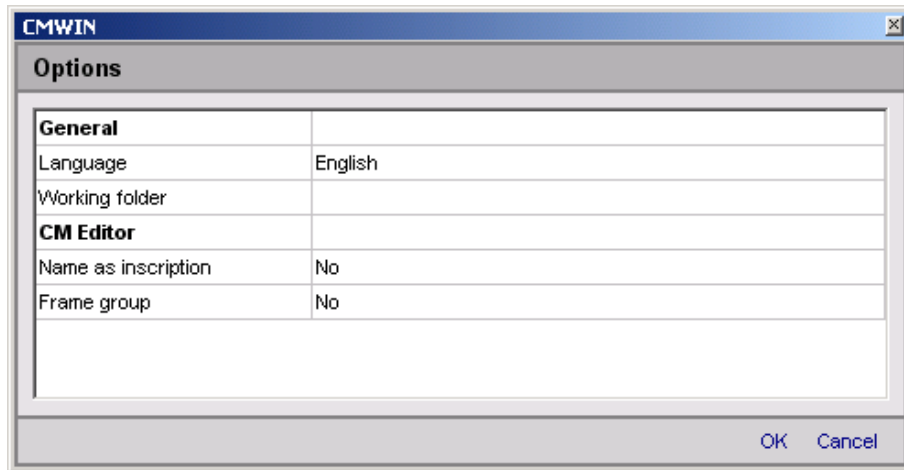 CMWIN
Options
General
Language English
Working folder
CM Editor
Name as inscription No
Frame group No
OK Cancel